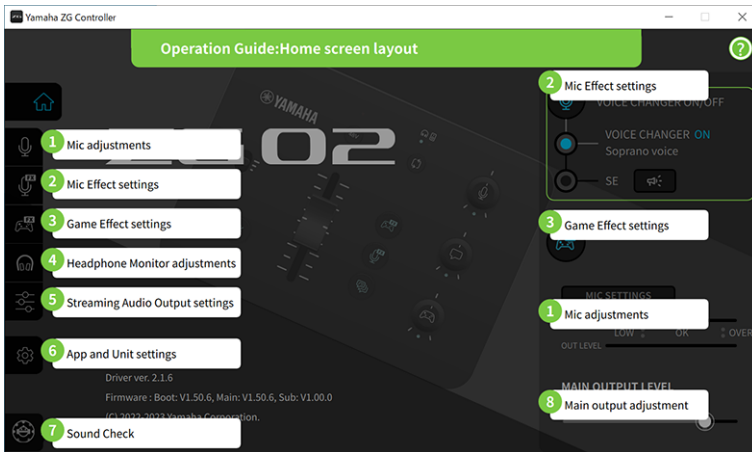 Yamaha ZG Controller
Operation Guide:Home screen layout
?
YAMAHA
ZG02
1 Mic adjustments
2 Mic Effect settings
3 Game Effect settings
4 Headphone Monitor adjustments
5 Streaming Audio Output settings
6 App and Unit settings
Driver ver. 2.1.6
Firmware : Boot: V1.50.6, Main: V1.50.6, Sub: V1.00.0
(C) 2022-2023 Yamaha Corporation.
7 Sound Check
2 Mic Effect settings
VOICE CHANGER ON/OFF
VOICE CHANGER ON
Soprano voice
SE
3 Game Effect settings
MIC SETTINGS
1 Mic adjustments
LOW OK OVER
OUT LEVEL
MAIN OUTPUT LEVEL
8 Main output adjustment